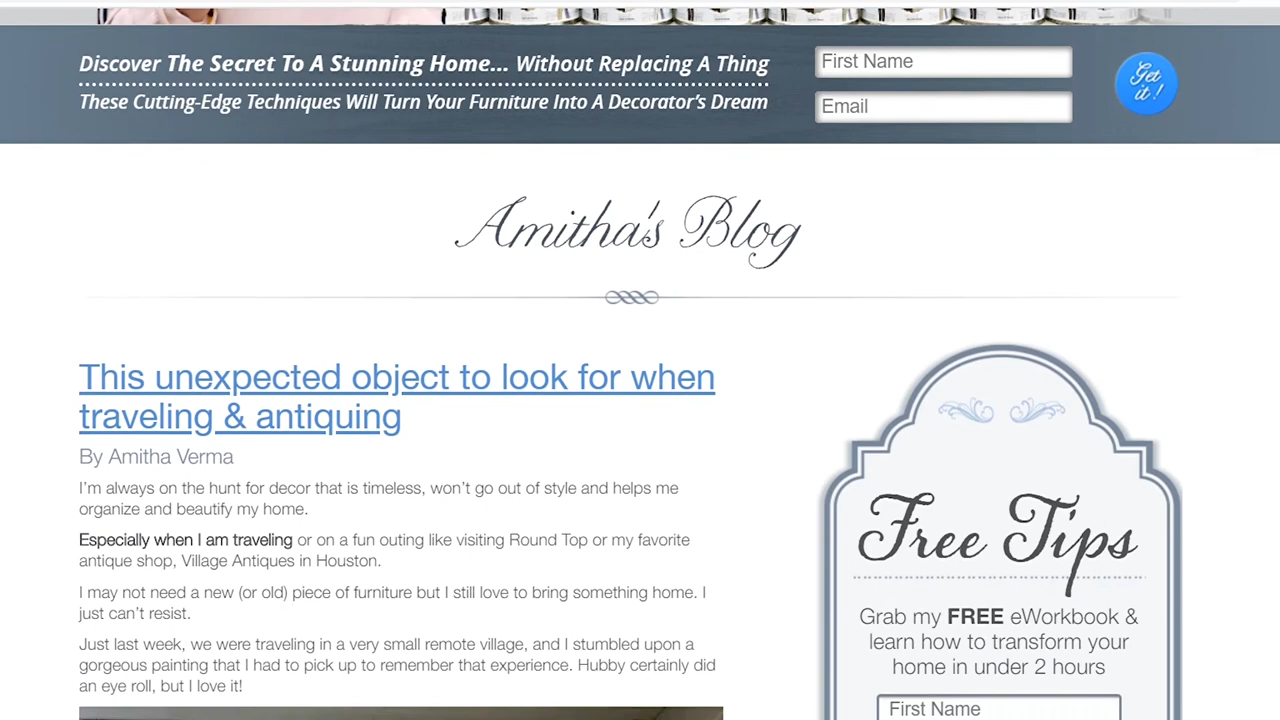 Discover The Secret To A Stunning Home... Without Replacing A Thing
These Cutting-Edge Techniques Will Turn Your Furniture Into A Decorator's Dream
First Name
Email
Get
it!
Amitha's Blog
This unexpected object to look for when
traveling & antiquing
By Amitha Verma
I'm always on the hunt for decor that is timeless, won't go out of style and helps me
organize and beautify my home.
Especially when I am traveling or on a fun outing like visiting Round Top or my favorite
antique shop, Village Antiques in Houston.
I may not need a new (or old) piece of furniture but I still love to bring something home. I
just can't resist.
Just last week, we were traveling in a very small remote village, and I stumbled upon a
gorgeous painting that I had to pick up to remember that experience. Hubby certainly did
an eye roll, but I love it!
Free Tips
Grab my FREE eWorkbook &
learn how to transform your
home in under 2 hours
First Name